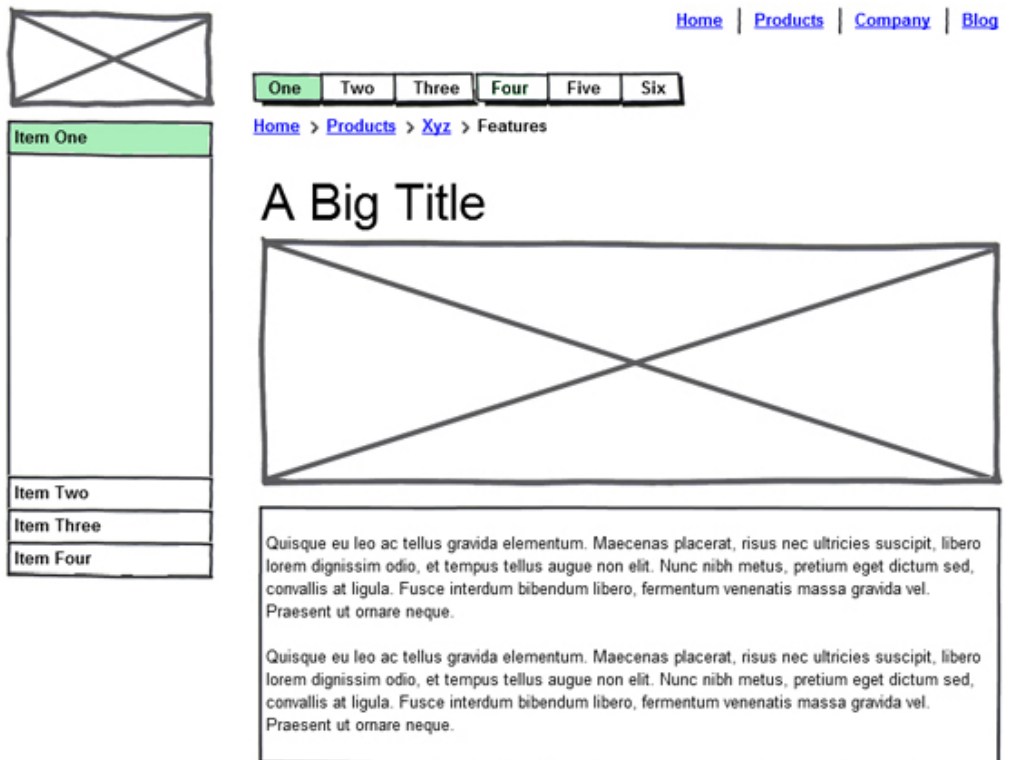 Home | Products | Company | Blog
One Two Three Four Five Six
Home > Products > Xyz > Features
Item One
A Big Title
Item Two
Item Three
Item Four
Quisque eu leo ac tellus gravida elementum. Maecenas placerat, risus nec ultricies suscipit, libero
lorem dignissim odio, et tempus tellus augue non elit. Nunc nibh metus, pretium eget dictum sed,
convallis at ligula. Fusce interdum bibendum libero, fermentum venenatis massa gravida vel.
Praesent ut ornare neque.
Quisque eu leo ac tellus gravida elementum. Maecenas placerat, risus nec ultricies suscipit, libero
lorem dignissim odio, et tempus tellus augue non elit. Nunc nibh metus, pretium eget dictum sed,
convallis at ligula. Fusce interdum bibendum libero, fermentum venenatis massa gravida vel.
Praesent ut ornare neque.